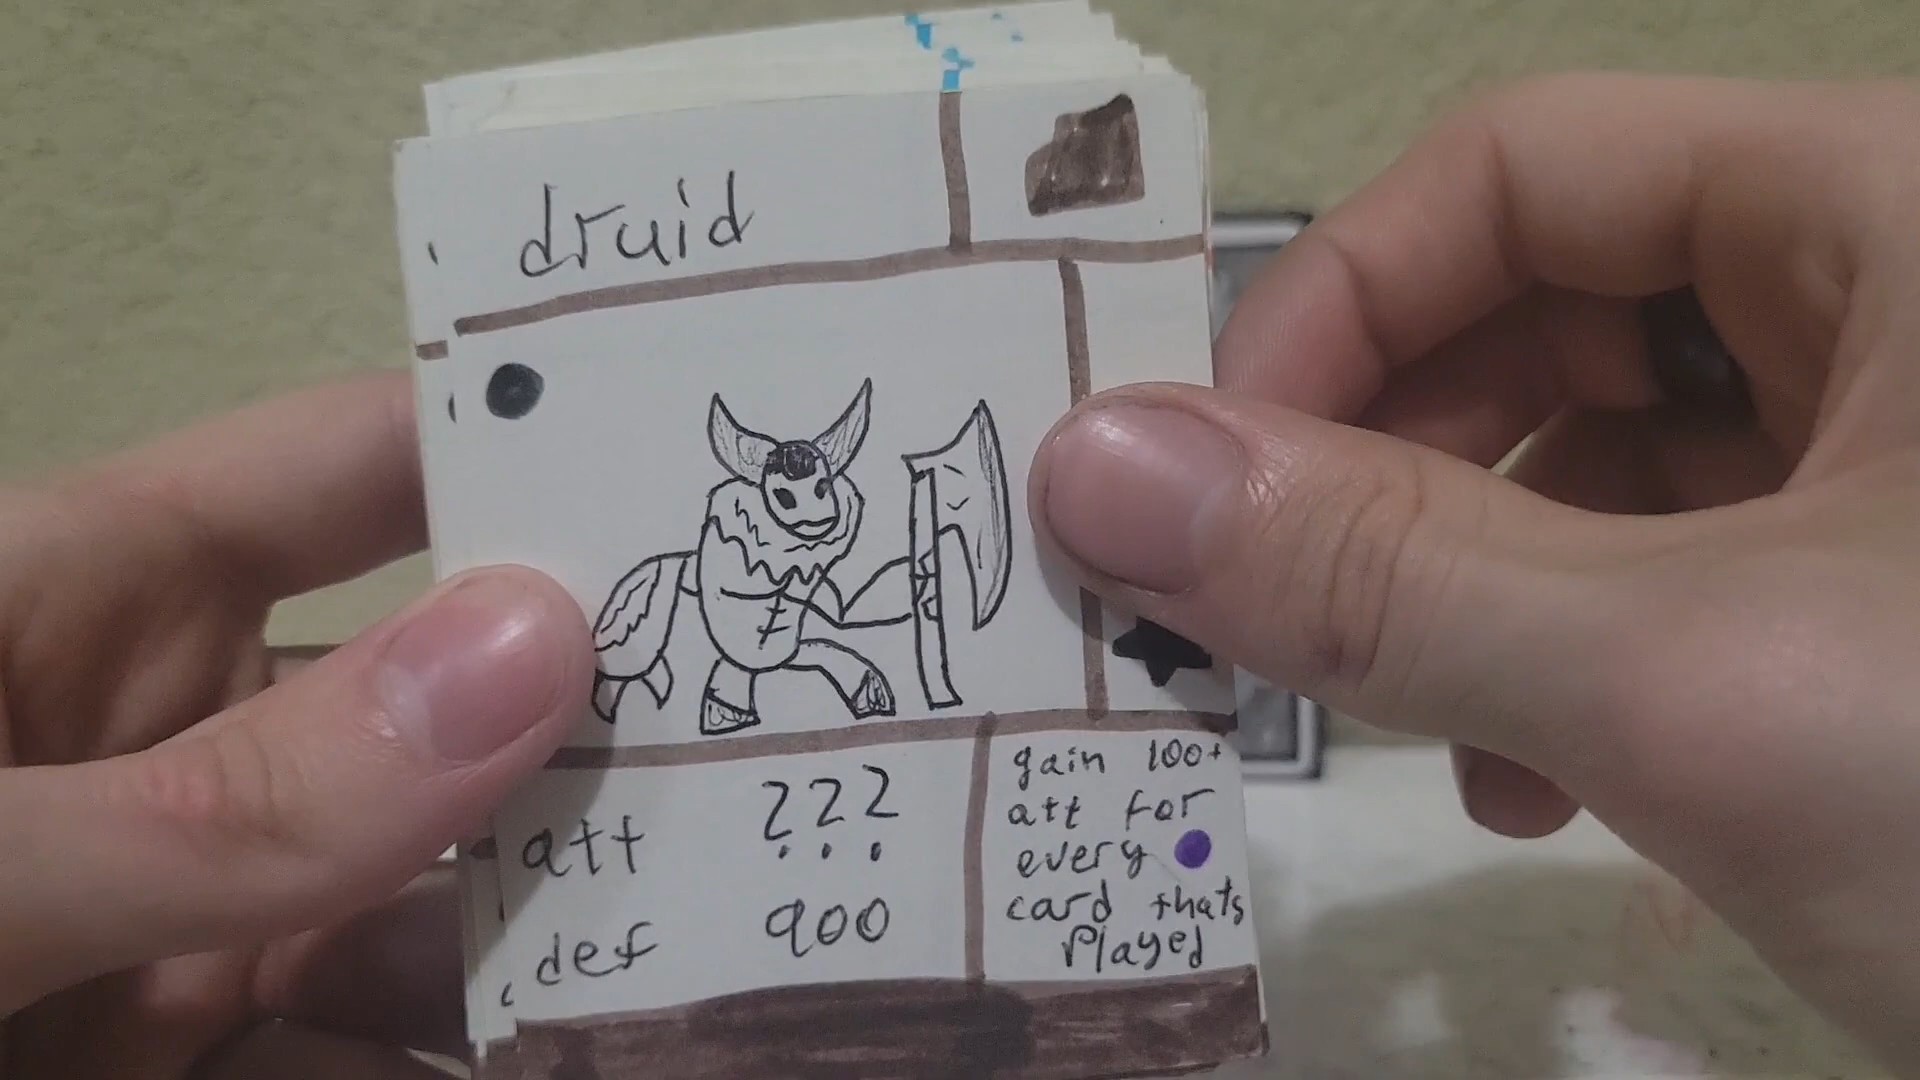 druid
att ???
def 900
gain 100+
att for
every
card thats
Played